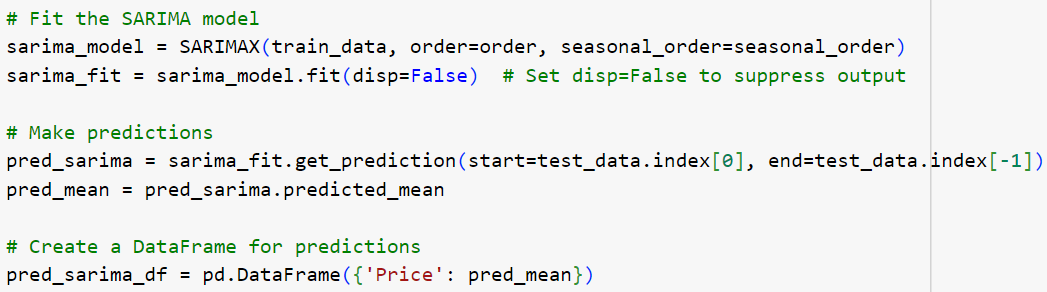 # Fit the SARIMA model
sarima_model = SARIMAX(train_data, order=order, seasonal_order=seasonal_order)
sarima_fit = sarima_model.fit(disp=False)  # Set disp=False to suppress output
# Make predictions
pred_sarima = sarima_fit.get_prediction(start=test_data.index[0], end=test_data.index[-1])
pred_mean = pred_sarima.predicted_mean
# Create a DataFrame for predictions
pred_sarima_df = pd.DataFrame({'Price': pred_mean})